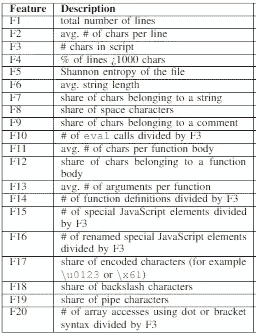 Feature Description
F1 total number of lines
F2 avg. # of chars per line
F3 # chars in script
F4 % of lines ¿1000 chars
F5 Shannon entropy of the file
F6 avg. string length
F7 share of chars belonging to a string
F8 share of space characters
F9 share of chars belonging to a comment
F10 # of eval calls divided by F3
F11 avg. # of chars per function body
F12 share of chars belonging to a function
body
F13 avg. # of arguments per function
F14 # of function definitions divided by F3
F15 # of special JavaScript elements divided
by F3
F16 # of renamed special JavaScript elements
divided by F3
F17 share of encoded characters (for example
\u0123 or \x61)
F18 share of backslash characters
F19 share of pipe characters
F20 # of array accesses using dot or bracket
syntax divided by F3